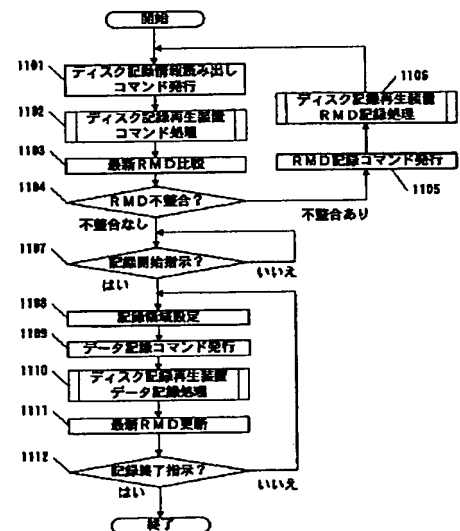 開始
1101
ディスク記録情報読み出し
コマンド発行
1102
ディスク記録再生装置
コマンド処理
1103
最新RMD比較
1104
RMD不整合?
不整合なし
不整合あり
1106
ディスク記録再生装置
RMD記録処理
RMD記録コマンド発行
1105
1107
記録開始指示?
はい
いいえ
1108
記録領域設定
1109
データ記録コマンド発行
1110
ディスク記録再生装置
データ記録処理
1111
最新RMD更新
1112
記録終了指示?
はい
いいえ
終了